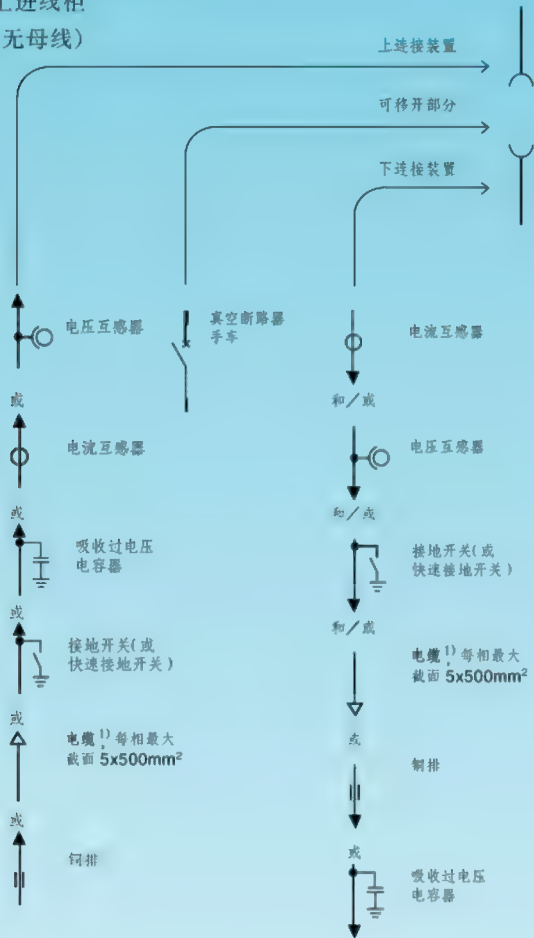 上进线柜
无母线）
上连接装置
可移开部分
下连接装置
电压互感器
或
电流互感器
或
吸收过电压
电容器
或
接地开关（或
快速接地开关）
或
电缆1)，每相最大
截面 5x500mm²
或
铜排
真空断路器
手车
电流互感器
和／或
电压互感器
和／或
接地开关（或
快速接地开关）
和／或
电缆1)，每相最大
截面 5x500mm²
或
铜排
或
吸收过电压
电容器